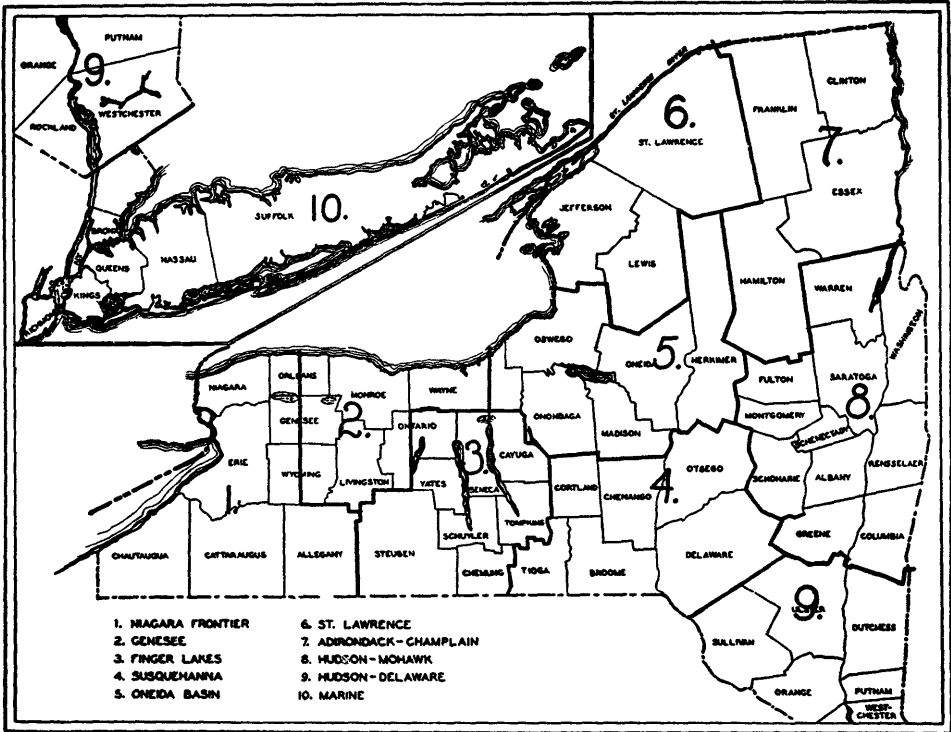 PUTNAM
ORANGE
9.
WESTCHESTER
ROCKLAND
SUFFOLK
10.
BRONX
NASSAU
QUEENS
KINGS
RICHMOND
ST. LAWRENCE RIVER
6.
ST. LAWRENCE
FRANKLIN
CLINTON
7.
ESSEX
JEFFERSON
LEWIS
HAMILTON
WARREN
WASHINGTON
OSWEGO
ONEIDA
5.
HERKIMER
FULTON
SARATOGA
8.
MONTGOMERY
SCHENECTADY
NIAGARA
ORLEANS
MONROE
WAYNE
GENESEE
2.
ONTARIO
ONONDAGA
MADISON
CAYUGA
3.
SENECA
ERIE
WYOMING
LIVINGSTON
YATES
CORTLAND
CHENANGO
4.
OTSEGO
SCHOHARIE
ALBANY
RENSSELAER
SCHUYLER
TOMPKINS
GREENE
COLUMBIA
CHAUTAUQUA
CATTARAUGUS
ALLEGANY
STEUBEN
CHEMUNG
TIOGA
BROOME
DELAWARE
9.
ULSTER
DUTCHESS
SULLIVAN
ORANGE
PUTNAM
WEST-
CHESTER
1. NIAGARA FRONTIER
2. GENESEE
3. FINGER LAKES
4. SUSQUEHANNA
5. ONEIDA BASIN
6. ST. LAWRENCE
7. ADIRONDACK-CHAMPLAIN
8. HUDSON-MOHAWK
9. HUDSON-DELAWARE
10. MARINE